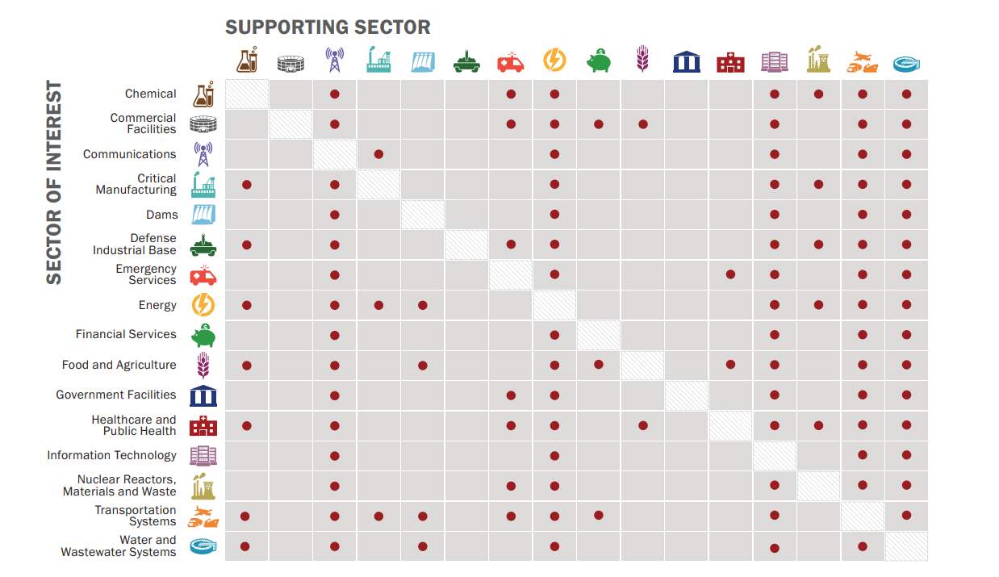 SUPPORTING SECTOR
SECTOR OF INTEREST
Chemical
Commercial
Facilities
Communications
Critical
Manufacturing
Dams
Defense
Industrial Base
Emergency
Services
Energy
Financial Services
Food and Agriculture
Government Facilities
Healthcare and
Public Health
Information Technology
Nuclear Reactors,
Materials and Waste
Transportation
Systems
Water and
Wastewater Systems